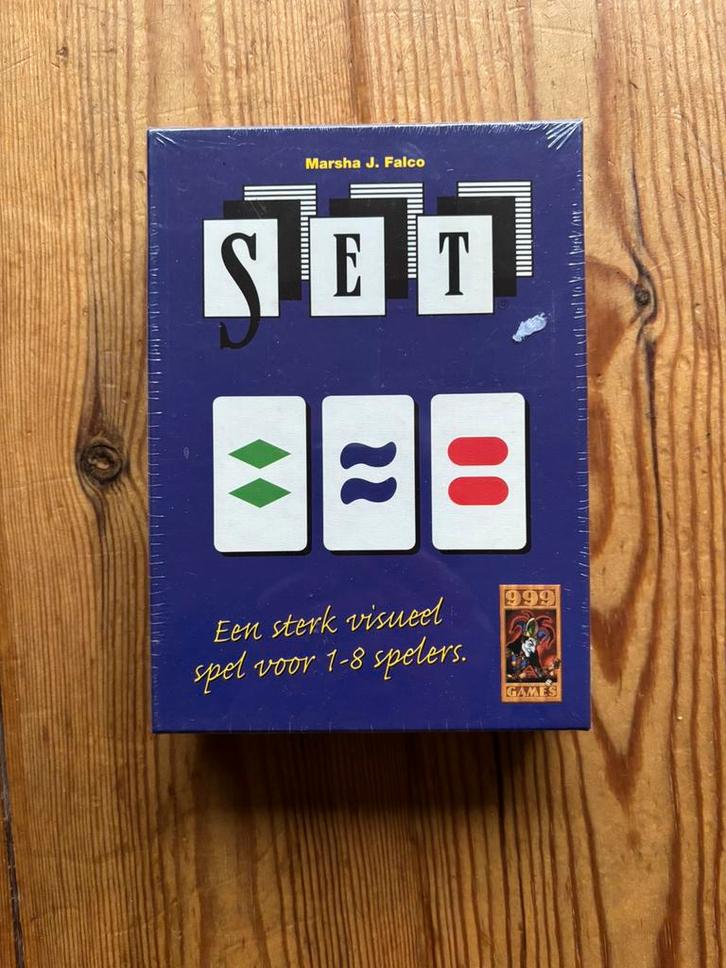 Marsha J. Falco
SET
Een sterk visueel
spel voor 1-8 spelers.
999
GAMES